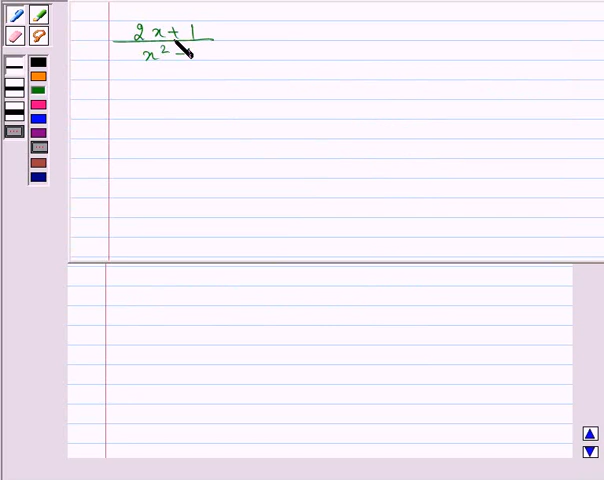 2x + 1
x² -